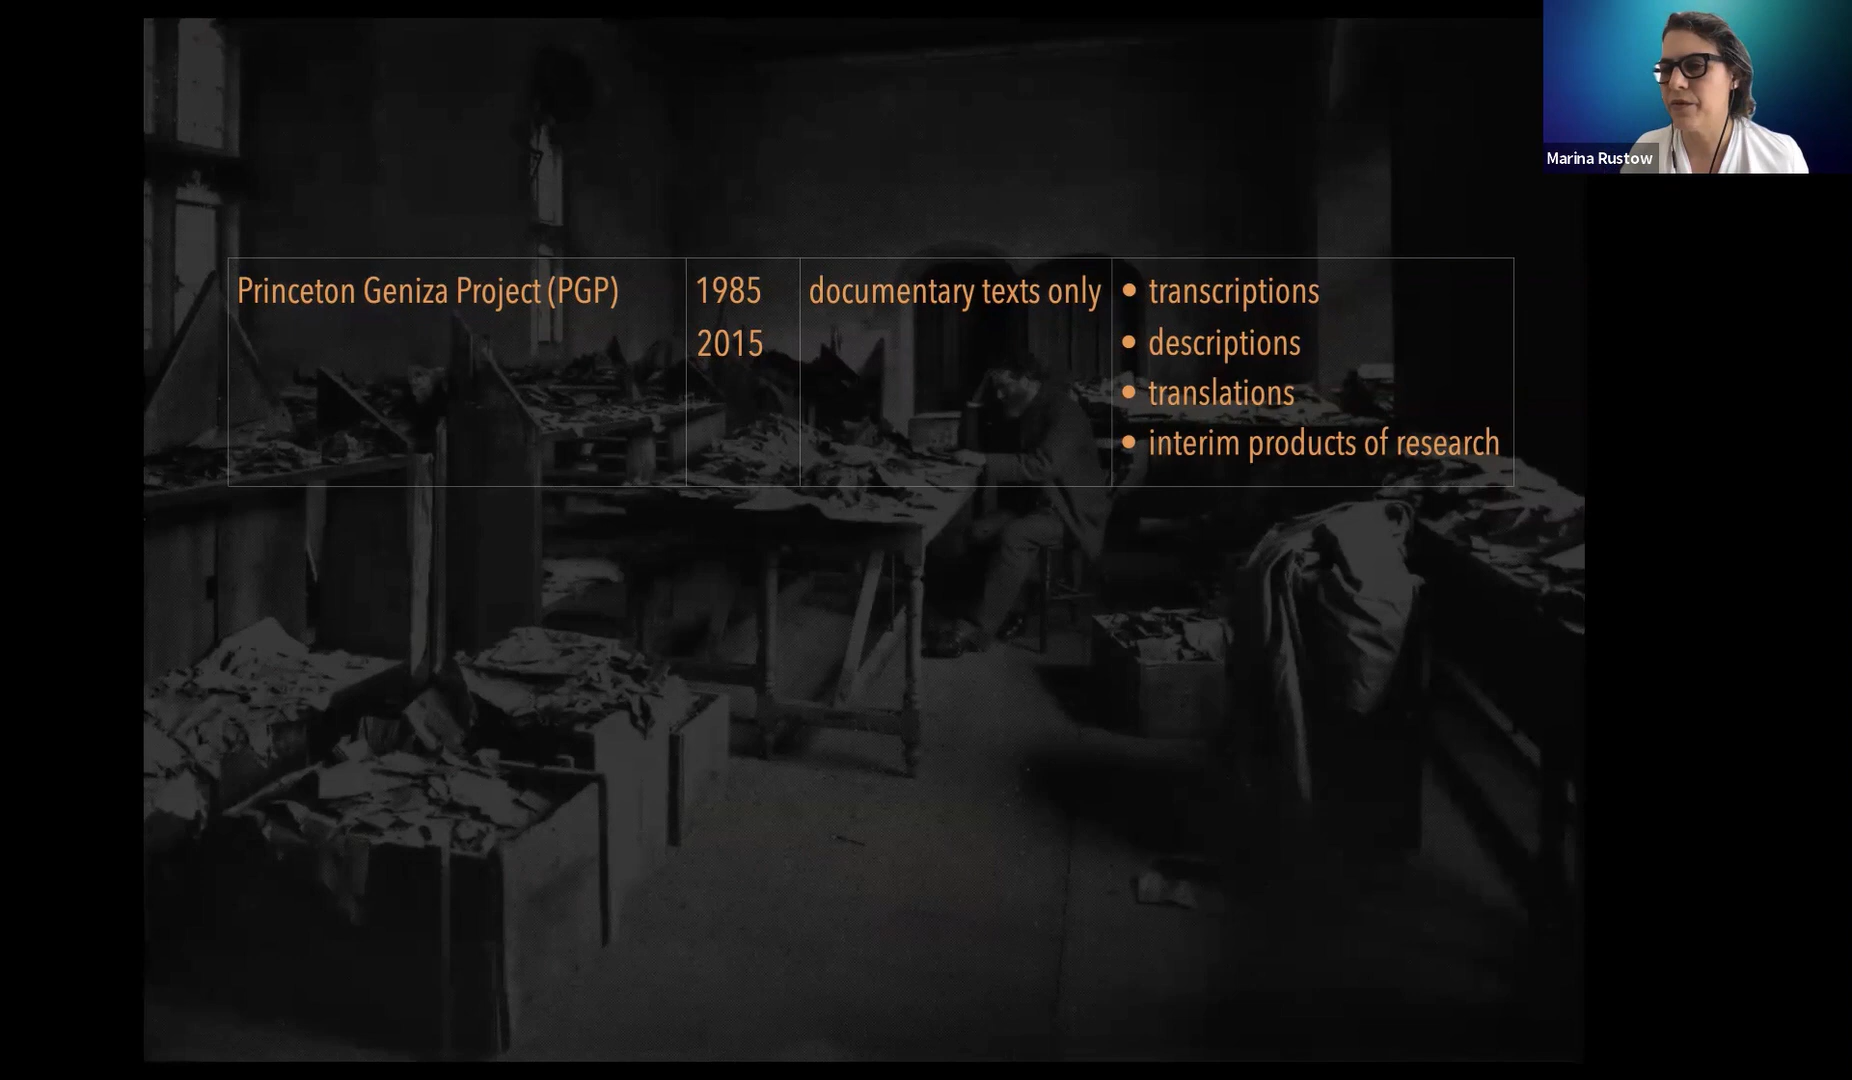 Marina Rustow
Princeton Geniza Project (PGP)
1985
2015
documentary texts only
• transcriptions
• descriptions
• translations
• interim products of research